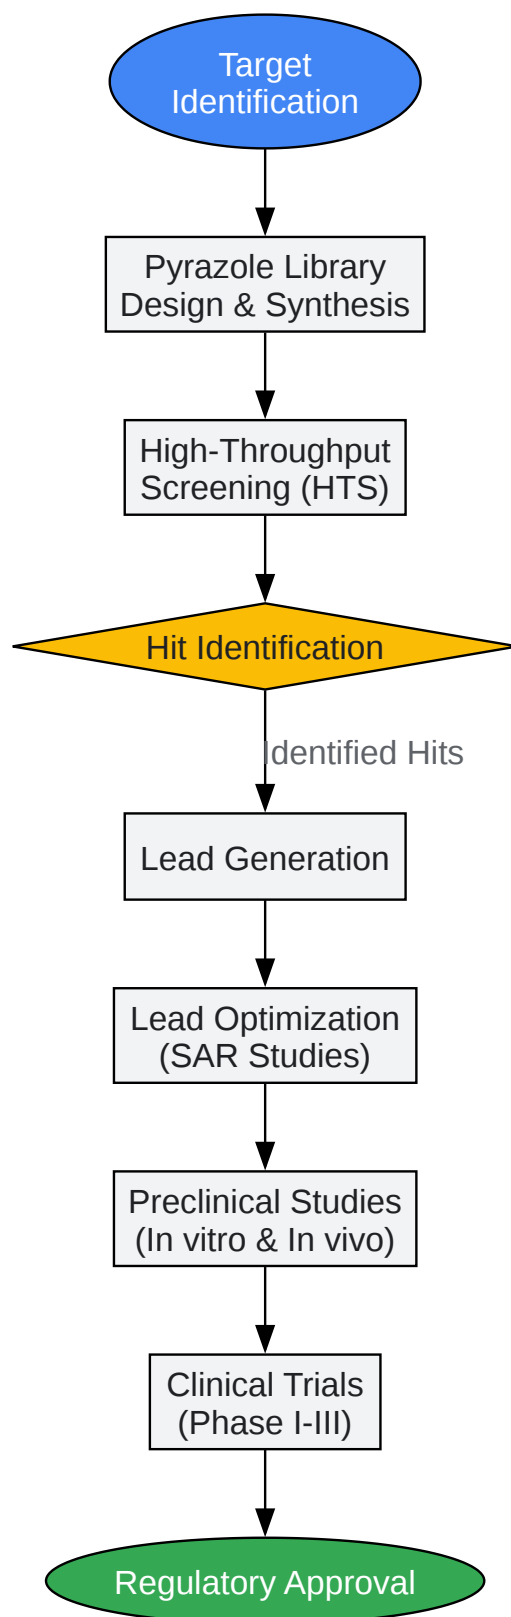 Target
Identification
Pyrazole Library
Design & Synthesis
High-Throughput
Screening (HTS)
Hit Identification
Identified Hits
Lead Generation
Lead Optimization
(SAR Studies)
Preclinical Studies
(In vitro & In vivo)
Clinical Trials
(Phase I-III)
Regulatory Approval